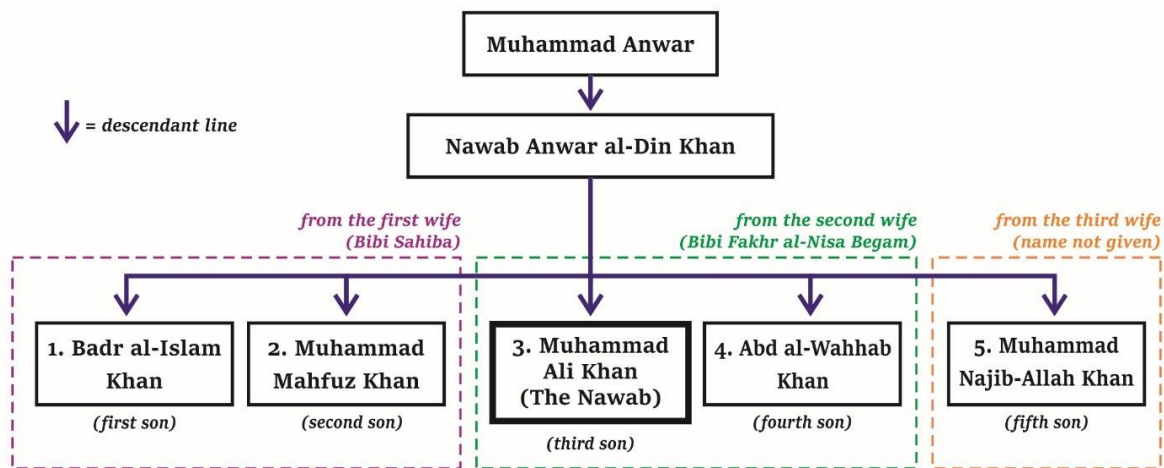 Muhammad Anwar
= descendant line
Nawab Anwar al-Din Khan
from the first wife
(Bibi Sahiba)
from the second wife
(Bibi Fakhr al-Nisa Begam)
from the third wife
(name not given)
1. Badr al-Islam
Khan
(first son)
2. Muhammad
Mahfuz Khan
(second son)
3. Muhammad
Ali Khan
(The Nawab)
(third son)
4. Abd al-Wahhab
Khan
(fourth son)
5. Muhammad
Najib-Allah Khan
(fifth son)